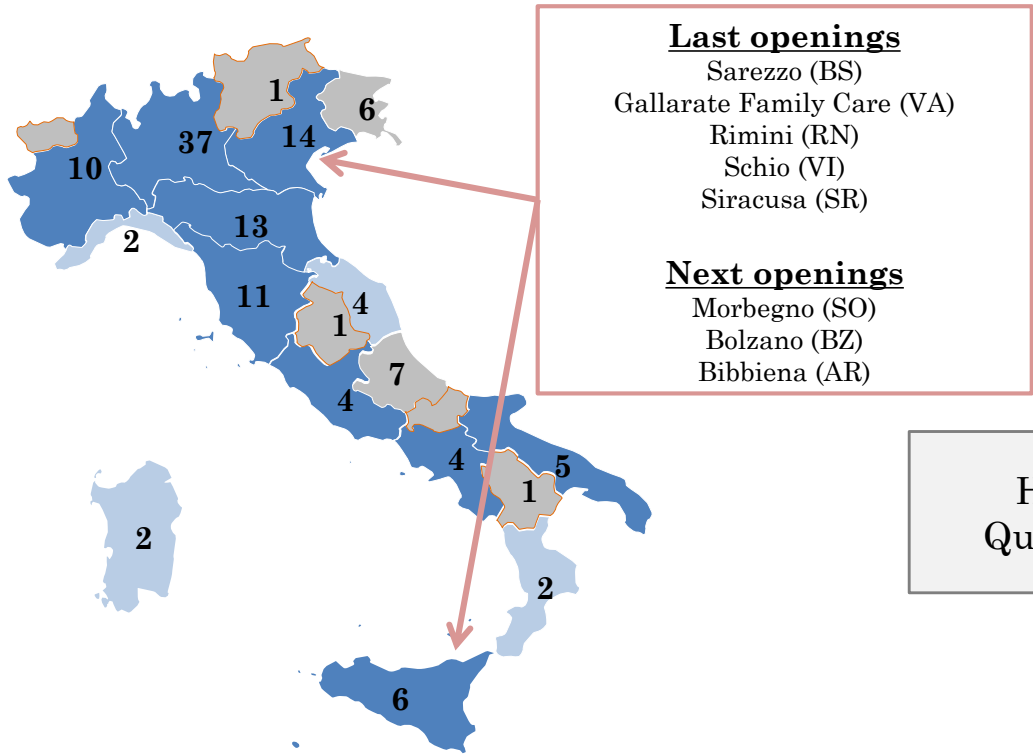 1
6
37
14
10
13
2
11
4
1
7
4
4
5
1
2
2
6
Last openings
Sarezzo (BS)
Gallarate Family Care (VA)
Rimini (RN)
Schio (VI)
Siracusa (SR)
Next openings
Morbegno (SO)
Bolzano (BZ)
Bibbiena (AR)